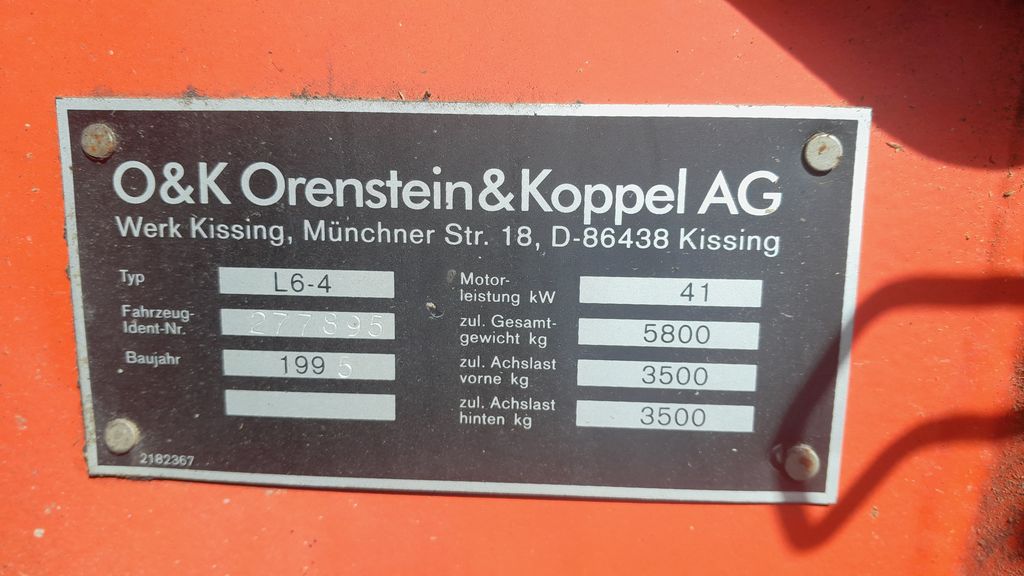 O&K Orenstein&Koppel AG
Werk Kissing, Münchner Str. 18, D-86438 Kissing
Typ L6-4
Fahrzeug-
Ident-Nr. 277895
Baujahr 1995
Motor-
leistung kW 41
zul. Gesamt-
gewicht kg 5800
zul. Achslast
vorne kg 3500
zul. Achslast
hinten kg 3500
2182367